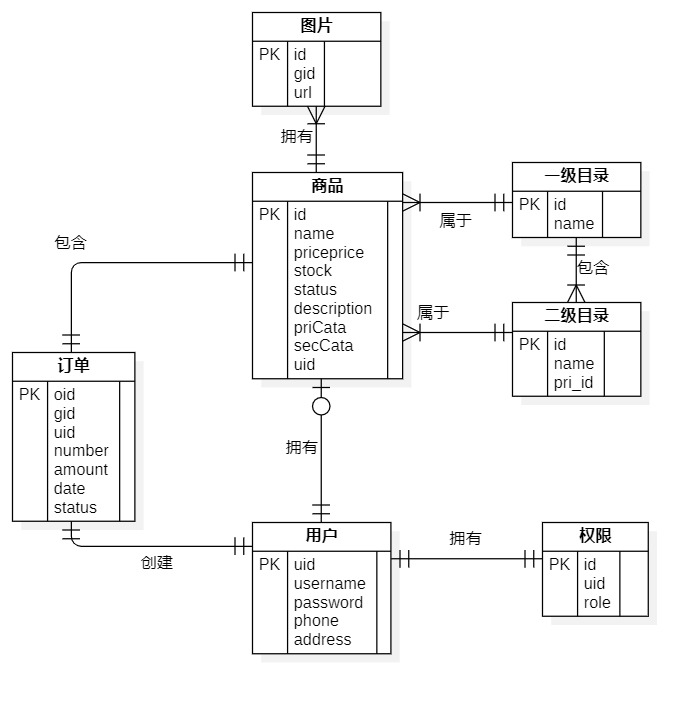 图片
PK id
gid
url
拥有
商品
PK id
name
priceprice
stock
status
description
priCata
secCata
uid
属于
一级目录
PK id
name
包含
属于
二级目录
PK id
name
pri_id
包含
订单
PK oid
gid
uid
number
amount
date
status
拥有
创建
用户
PK uid
username
password
phone
address
拥有
权限
PK id
uid
role